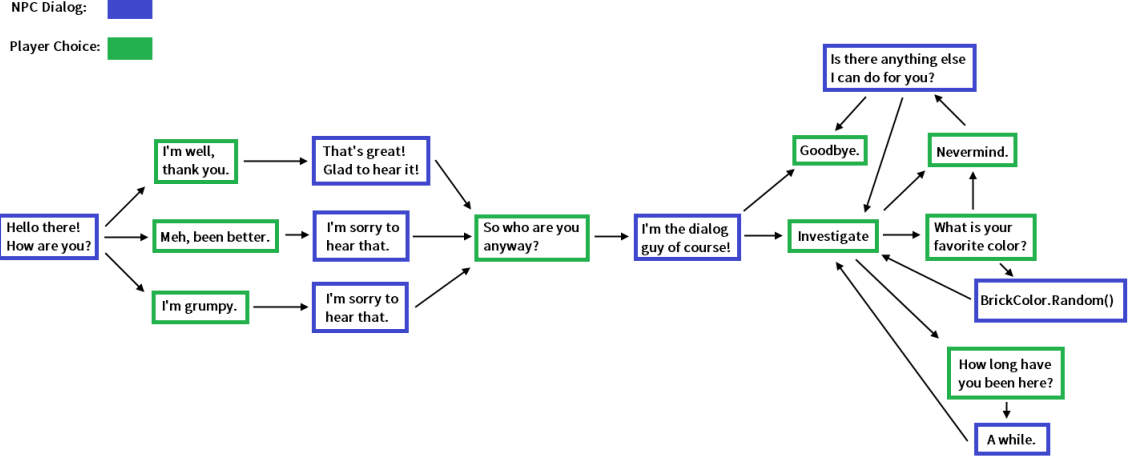 NPC Dialog:
Player Choice:
Hello there!
How are you?
I'm well,
thank you.
That's great!
Glad to hear it!
Meh, been better.
I'm sorry to
hear that.
I'm grumpy.
I'm sorry to
hear that.
So who are you
anyway?
I'm the dialog
guy of course!
Is there anything else
I can do for you?
Goodbye.
Nevermind.
Investigate
What is your
favorite color?
BrickColor.Random()
How long have
you been here?
A while.